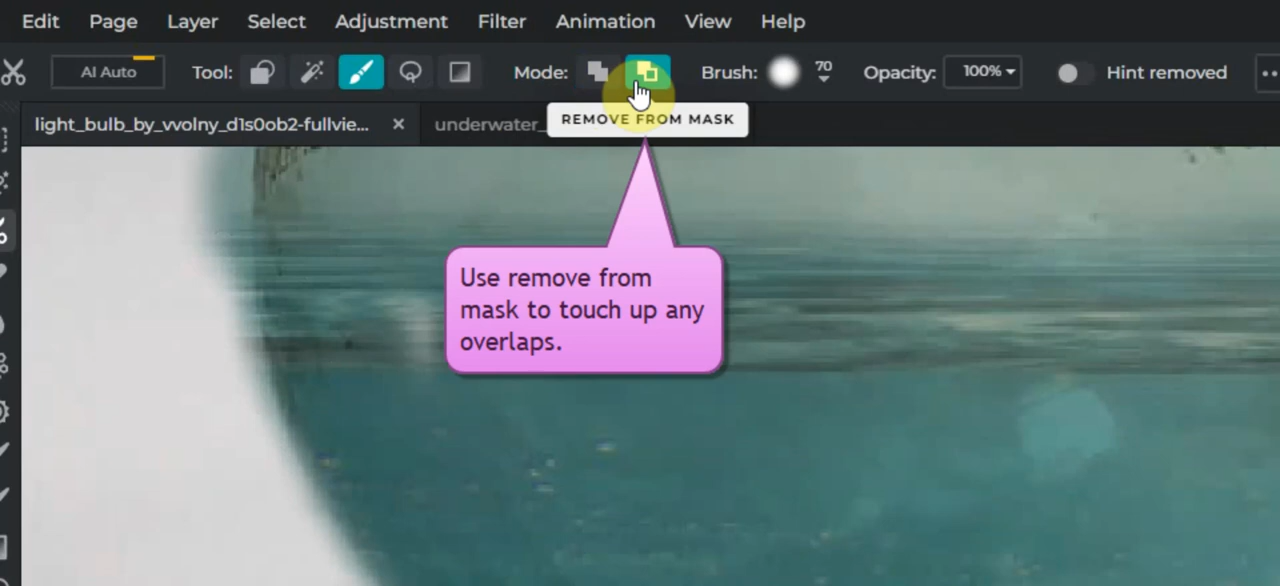 Edit Page Layer Select Adjustment Filter Animation View Help
AI Auto Tool: Mode: Brush: 70 Opacity: 100% Hint removed
light_bulb_by_vvolny_d1s0ob2-fullvie... × underwater_
REMOVE FROM MASK
Use remove from
mask to touch up any
overlaps.